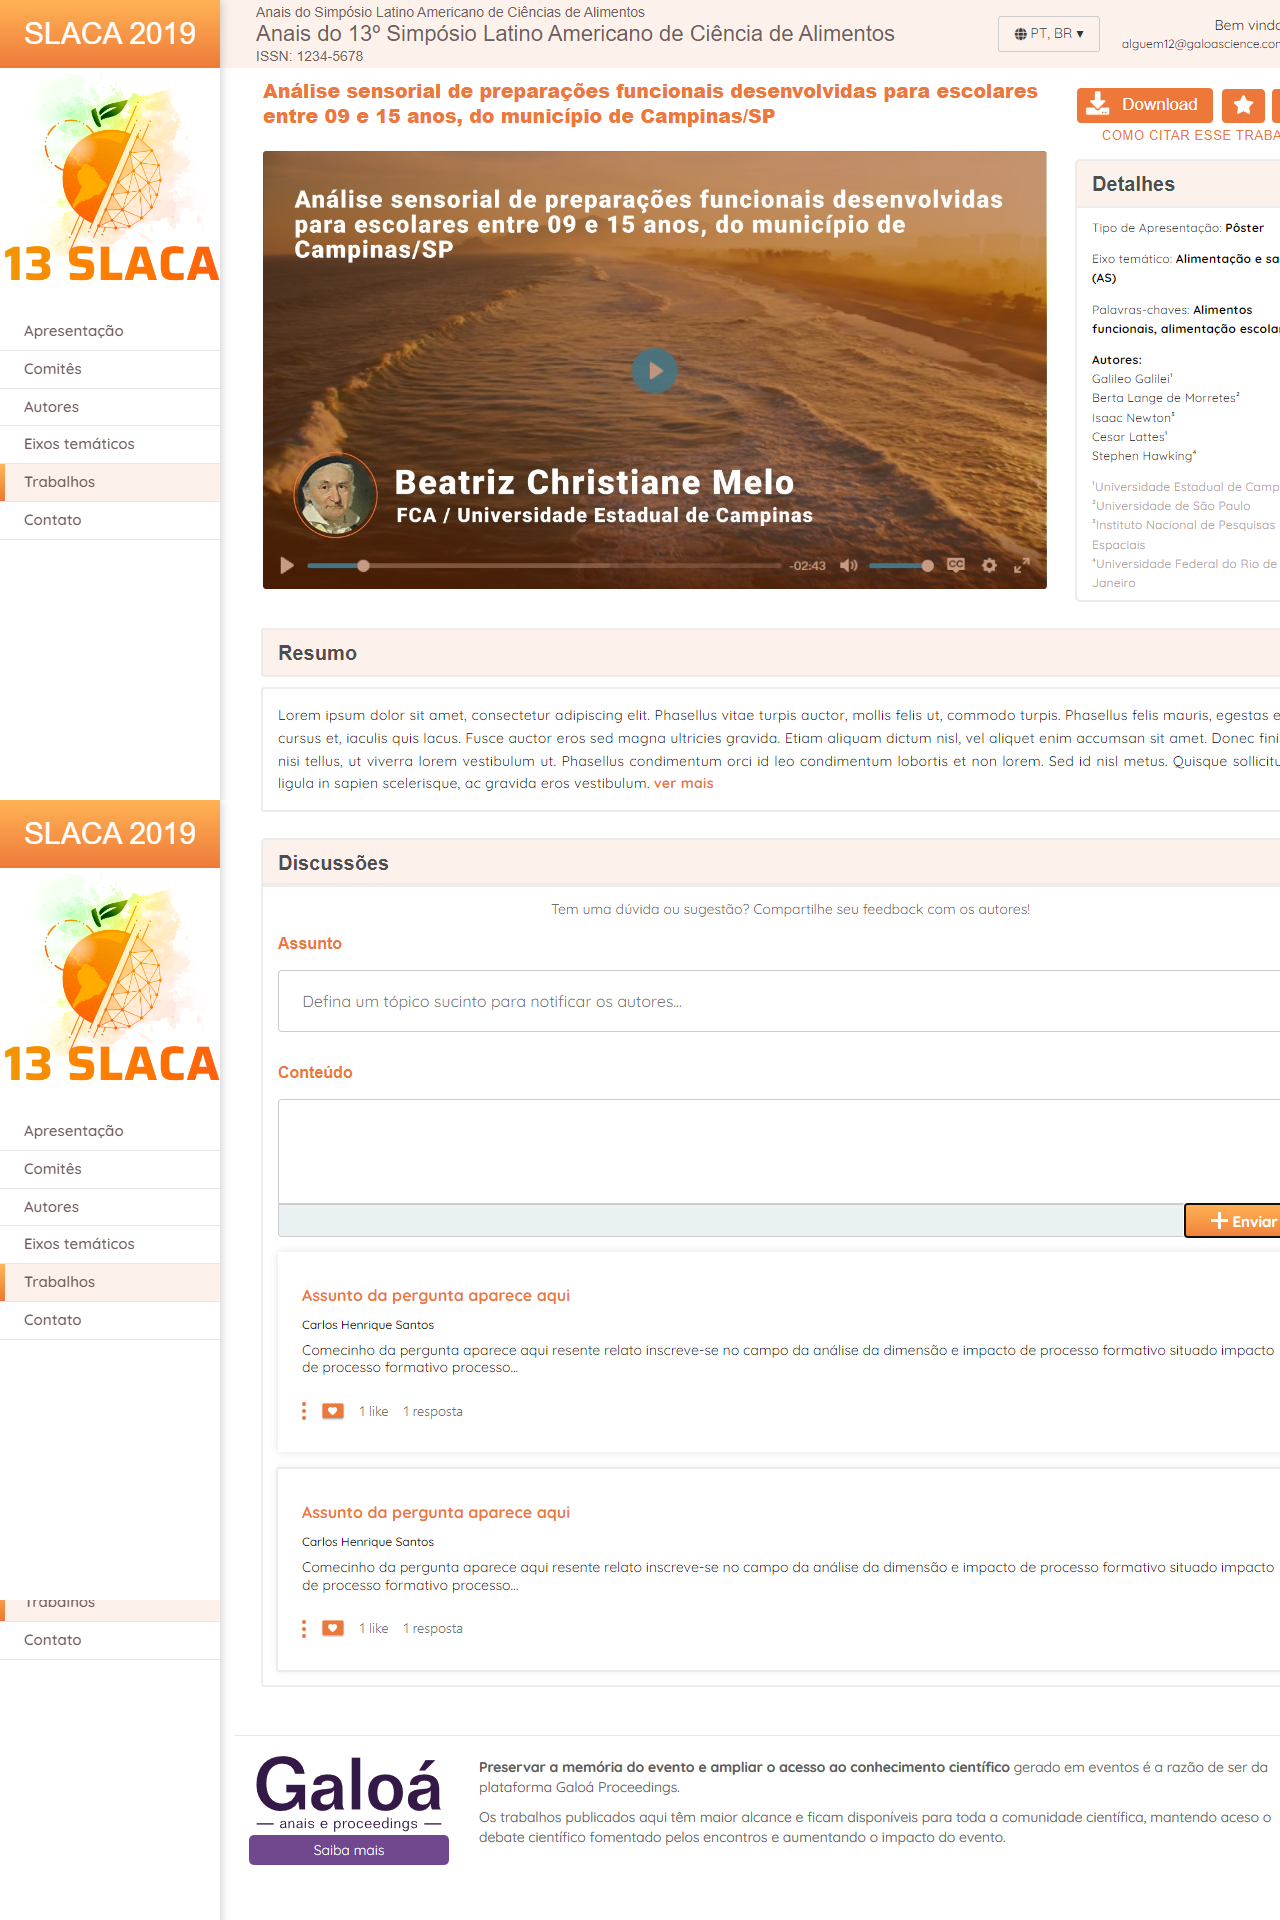 SLACA 2019
13 SLACA
Apresentação
Comitês
Autores
Eixos temáticos
Trabalhos
Contato
Anais do Simpósio Latino Americano de Ciências de Alimentos
Anais do 13º Simpósio Latino Americano de Ciência de Alimentos
ISSN: 1234-5678
PT, BR ▾
Bem vindo
alguem12@galoascience.com
Análise sensorial de preparações funcionais desenvolvidas para escolares
entre 09 e 15 anos, do município de Campinas/SP
Download
COMO CITAR ESSE TRABA
Análise sensorial de preparações funcionais desenvolvidas
para escolares entre 09 e 15 anos, do município de
Campinas/SP
Beatriz Christiane Melo
FCA / Universidade Estadual de Campinas
-02:43
CC
Detalhes
Tipo de Apresentação: Pôster
Eixo temático: Alimentação e sa
(AS)
Palavras-chaves: Alimentos
funcionais, alimentação escola
Autores:
Galileo Galilei¹
Berta Lange de Morretes²
Isaac Newton³
Cesar Lattes¹
Stephen Hawking⁴
¹Universidade Estadual de Camp
²Universidade de São Paulo
³Instituto Nacional de Pesquisas
Espaciais
⁴Universidade Federal do Rio de
Janeiro
Resumo
Lorem ipsum dolor sit amet, consectetur adipiscing elit. Phasellus vitae turpis auctor, mollis felis ut, commodo turpis. Phasellus felis mauris, egestas e
cursus et, iaculis quis lacus. Fusce auctor eros sed magna ultricies gravida. Etiam aliquam dictum nisl, vel aliquet enim accumsan sit amet. Donec fini
nisi tellus, ut viverra lorem vestibulum ut. Phasellus condimentum orci id leo condimentum lobortis et non lorem. Sed id nisl metus. Quisque sollicitu
ligula in sapien scelerisque, ac gravida eros vestibulum. ver mais
SLACA 2019
13 SLACA
Apresentação
Comitês
Autores
Eixos temáticos
Trabalhos
Contato
Discussões
Tem uma dúvida ou sugestão? Compartilhe seu feedback com os autores!
Assunto
Defina um tópico sucinto para notificar os autores...
Conteúdo
Enviar
Assunto da pergunta aparece aqui
Carlos Henrique Santos
Comecinho da pergunta aparece aqui resente relato inscreve-se no campo da análise da dimensão e impacto de processo formativo situado impacto
de processo formativo processo...
1 like 1 resposta
Assunto da pergunta aparece aqui
Carlos Henrique Santos
Comecinho da pergunta aparece aqui resente relato inscreve-se no campo da análise da dimensão e impacto de processo formativo situado impacto
de processo formativo processo...
1 like 1 resposta
Trabalhos
Contato
Galoá
anais e proceedings
Saiba mais
Preservar a memória do evento e ampliar o acesso ao conhecimento científico gerado em eventos é a razão de ser da
plataforma Galoá Proceedings.
Os trabalhos publicados aqui têm maior alcance e ficam disponíveis para toda a comunidade científica, mantendo aceso o
debate científico fomentado pelos encontros e aumentando o impacto do evento.